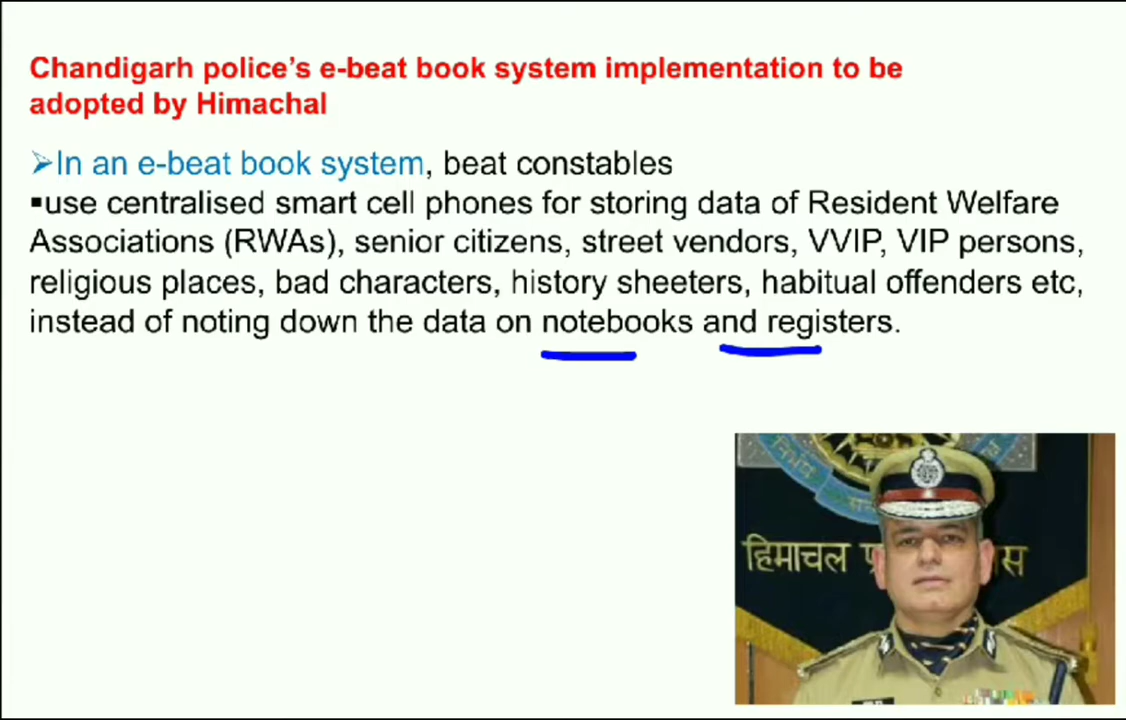 Chandigarh police's e-beat book system implementation to be
adopted by Himachal
➢In an e-beat book system, beat constables
▪use centralised smart cell phones for storing data of Resident Welfare
Associations (RWAs), senior citizens, street vendors, VVIP, VIP persons,
religious places, bad characters, history sheeters, habitual offenders etc,
instead of noting down the data on notebooks and registers.
हिमाचल